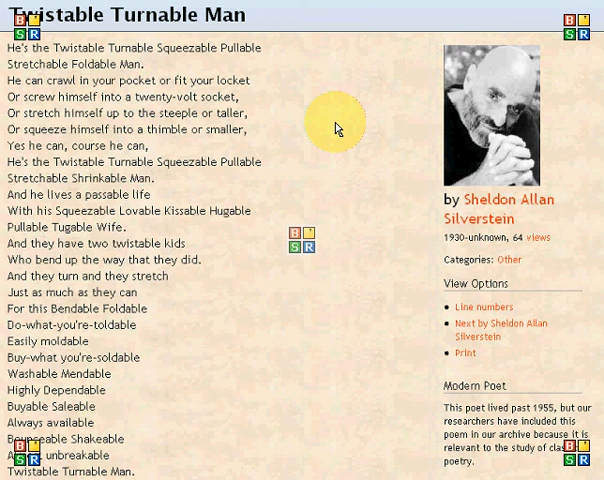 Twistable Turnable Man
He's the Twistable Turnable Squeezable Pullable
Stretchable Foldable Man.
He can crawl in your pocket or fit your locket
Or screw himself into a twenty-volt socket,
Or stretch himself up to the steeple or taller,
Or squeeze himself into a thimble or smaller,
Yes he can, course he can,
He's the Twistable Turnable Squeezable Pullable
Stretchable Shrinkable Man.
And he lives a passable life
With his Squeezable Lovable Kissable Hugable
Pullable Tugable Wife.
And they have two twistable kids
Who bend up the way that they did.
And they turn and they stretch
Just as much as they can
For this Bendable Foldable
Do-what-you're-toldable
Easily moldable
Buy-what you're-soldable
Washable Mendable
Highly Dependable
Buyable Saleable
Always available
Bounceable Shakeable
unbreakable
Twistable Turnable Man.
by Sheldon Allan
Silverstein
1930-unknown, 64 views
Categories: Other
View Options
Line numbers
Next by Sheldon Allan
Silverstein
Print
Modern Poet
This poet lived past 1955, but our
researchers have included this
poem in our archive because it is
relevant to the study of
poetry.
B
S R
B
S R
B
S R
B
S R
B
S R